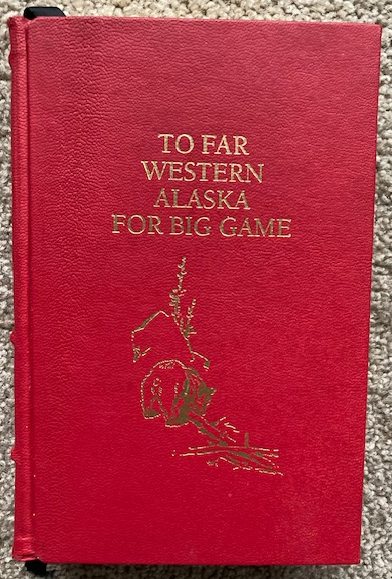 TO FAR
WESTERN
ALASKA
FOR BIG GAME